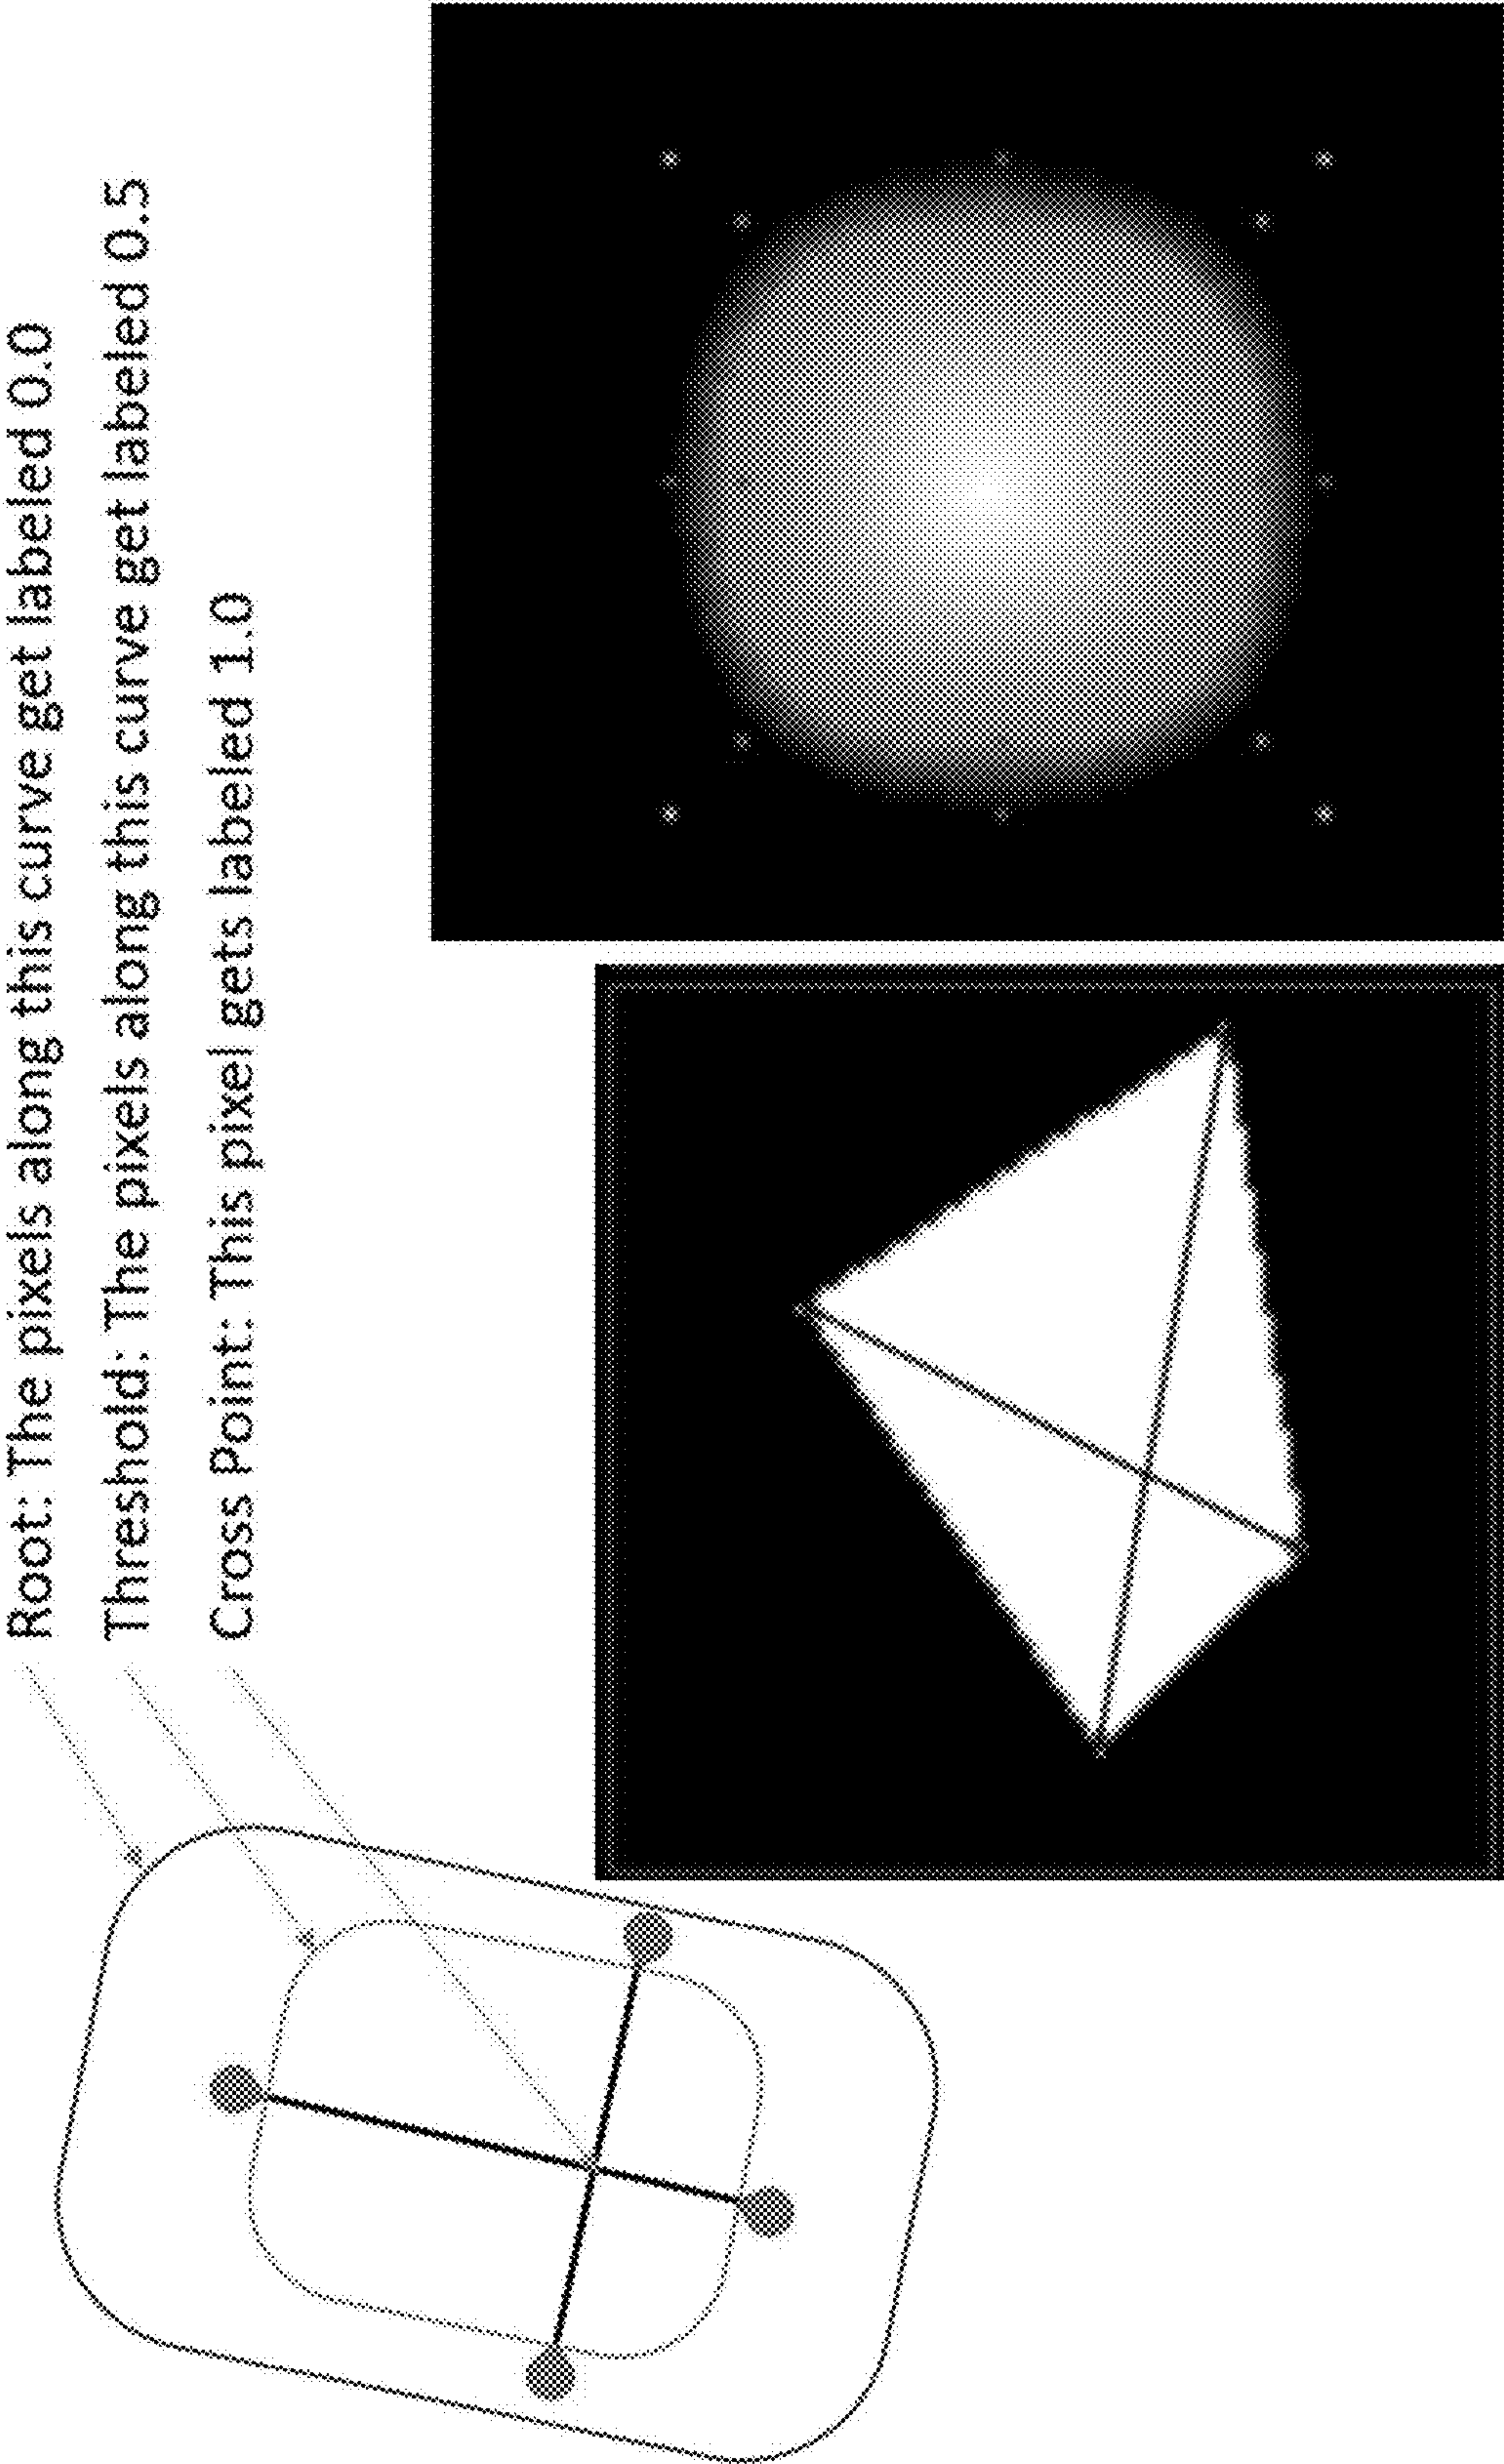 Root: The pixels along this curve get labeled 0.0
Threshold: The pixels along this curve get labeled 0.5
Cross Point: This pixel gets labeled 1.0